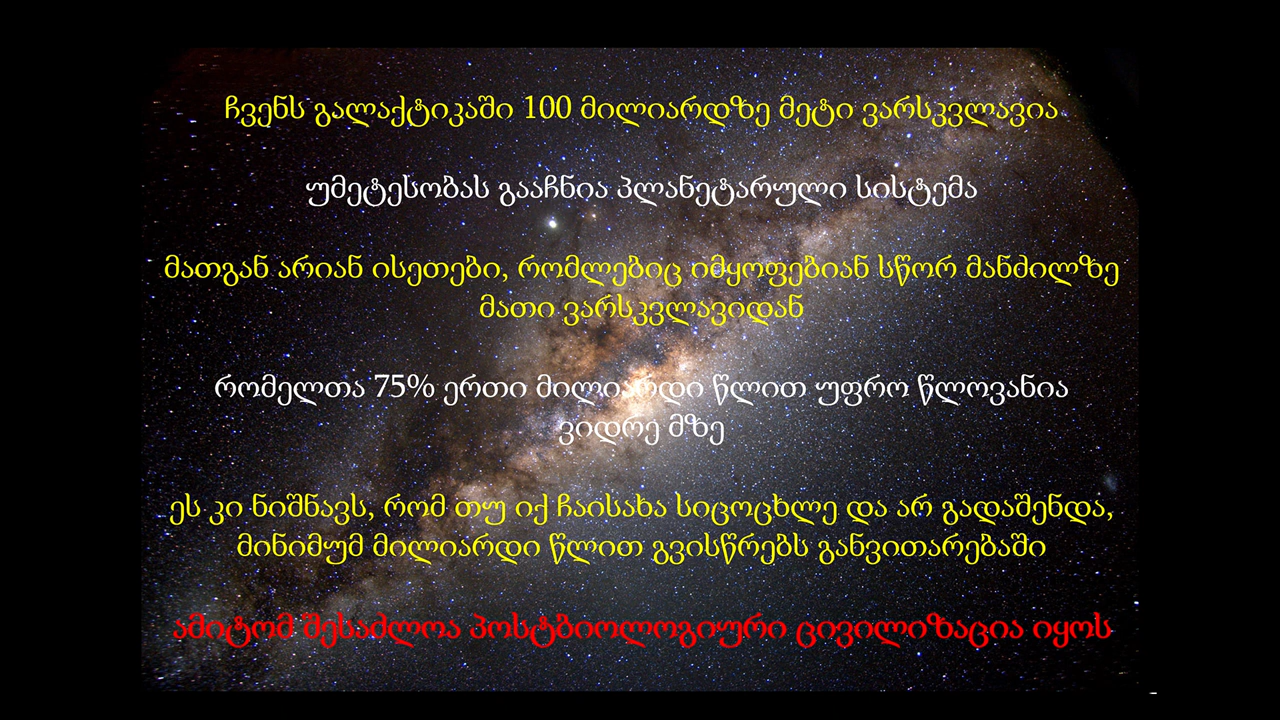 ჩვენს გალაქტიკაში 100 მილიარდზე მეტი ვარსკვლავია
უმეტესობას გააჩნია პლანეტარული სისტემა
მათგან არიან ისეთები, რომლებიც იმყოფებიან სწორ მანძილზე
მათი ვარსკვლავიდან
რომელთა 75% ერთი მილიარდი წლით უფრო წლოვანია
ვიდრე მზე
ეს კი ნიშნავს, რომ თუ იქ ჩაისახა სიცოცხლე და არ გადაშენდა,
მინიმუმ მილიარდი წლით გვისწრებს განვითარებაში
ამიტომ შესაძლოა პოსტბიოლოგიური ცივილიზაცია იყოს